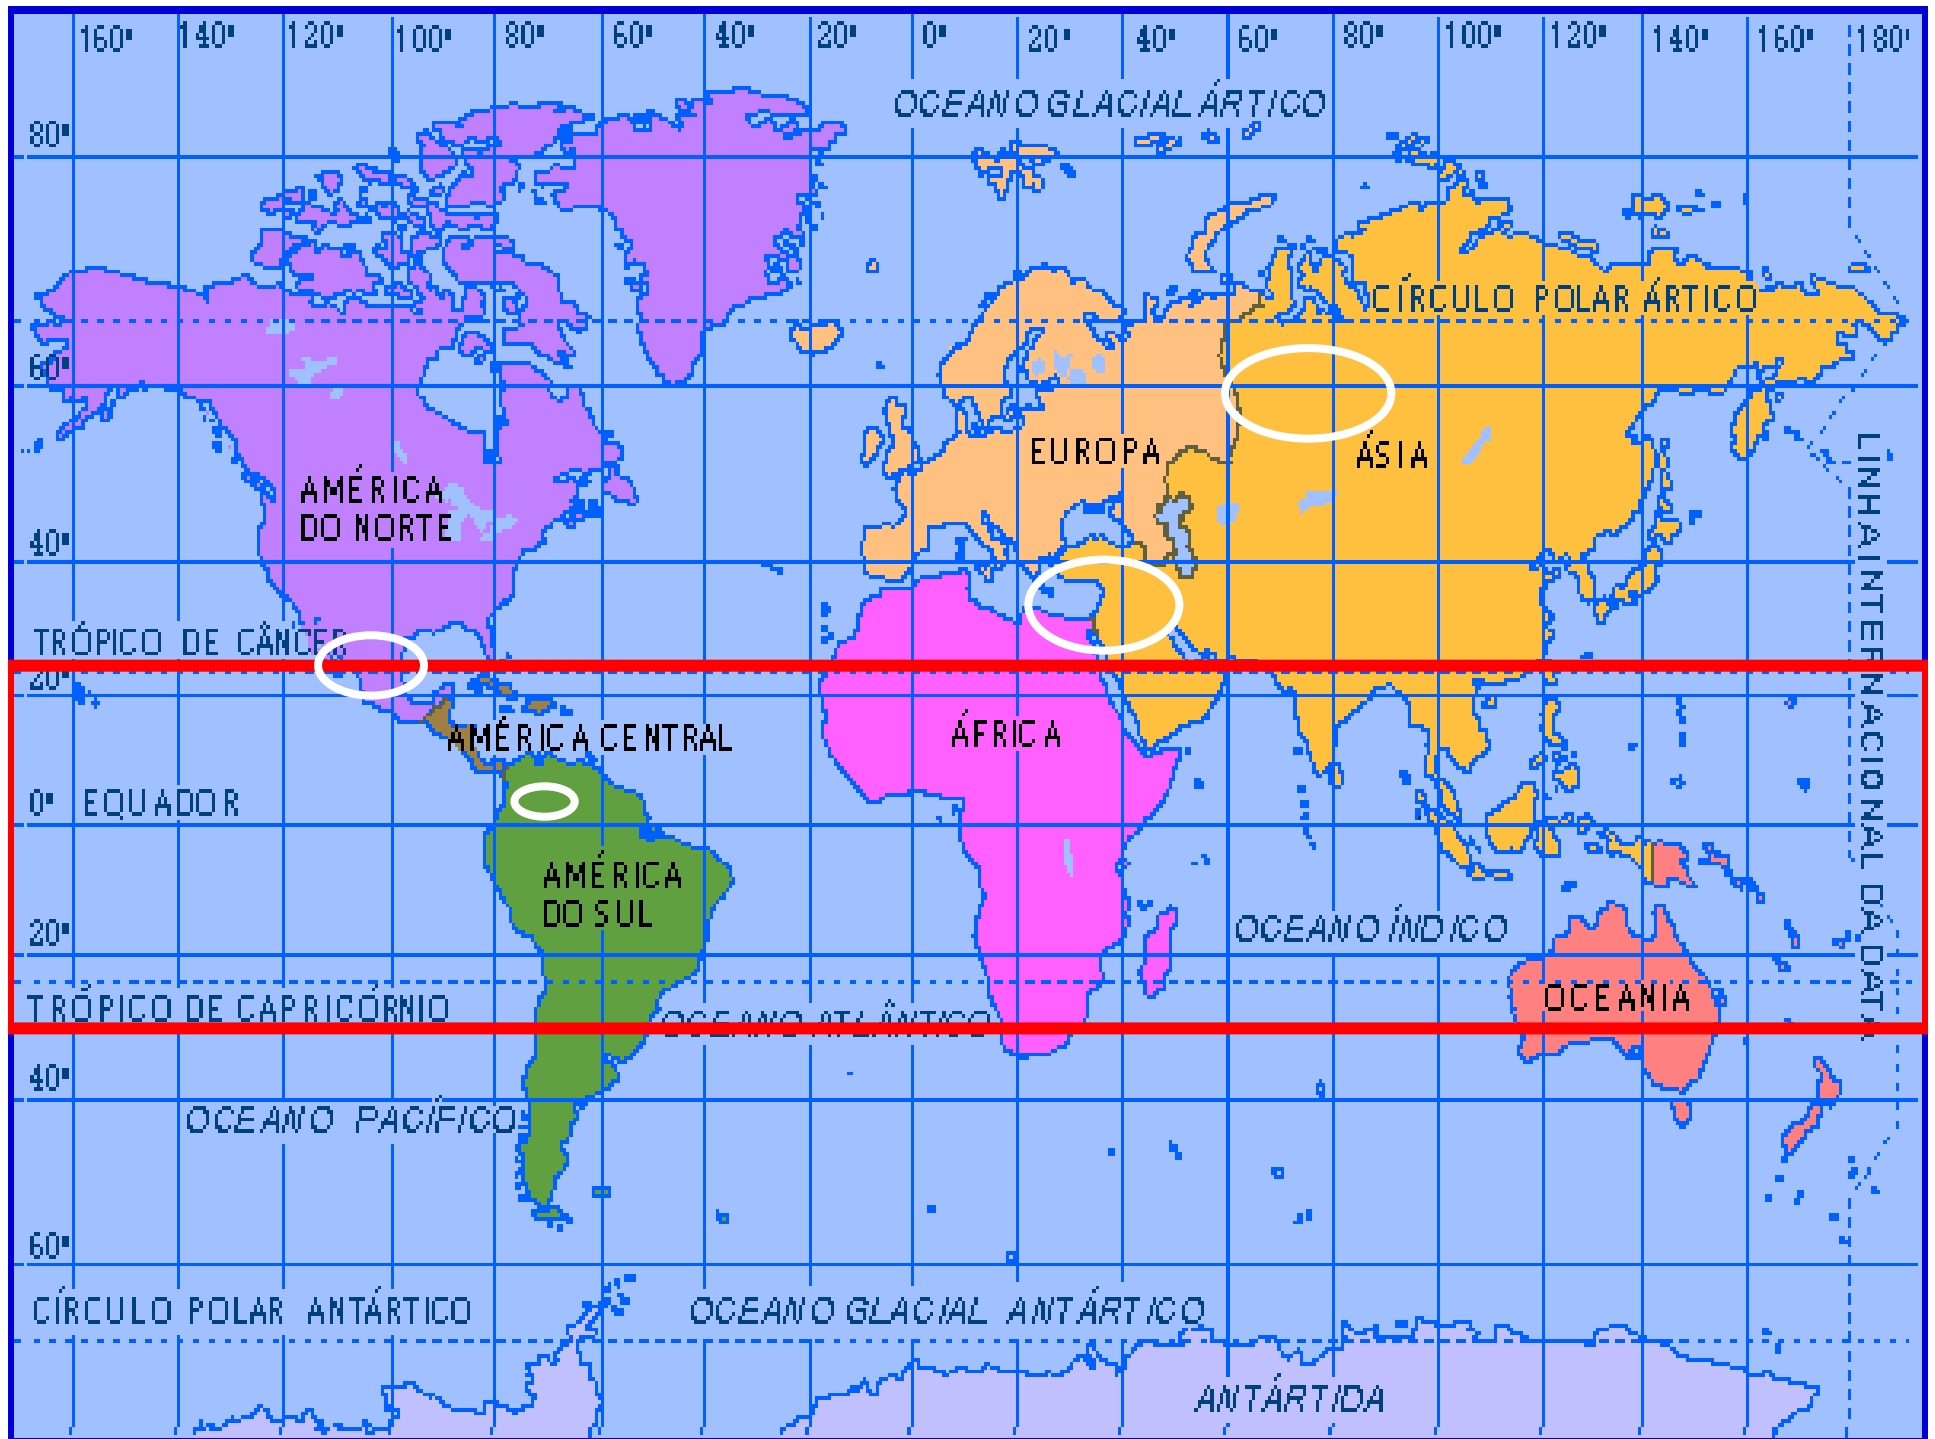 160° 140° 120° 100° 80° 60° 40° 20° 0° 20° 40° 60° 80° 100° 120° 140° 160° 180°
OCEANO GLACIAL ÁRTICO
80°
CÍRCULO POLAR ÁRTICO
60°
EUROPA
ÁSIA
AMÉRICA
DO NORTE
40°
LINHA INTERNACIONAL DA DATA
TRÓPICO DE CÂNCER
20°
AMÉRICA CENTRAL
ÁFRICA
0° EQUADOR
AMÉRICA
DO SUL
20°
OCEANO ÍNDICO
TRÓPICO DE CAPRICÓRNIO
OCEANIA
OCEANO ATLÂNTICO
40°
OCEANO PACÍFICO
60°
CÍRCULO POLAR ANTÁRTICO
OCEANO GLACIAL ANTÁRTICO
ANTÁRTIDA